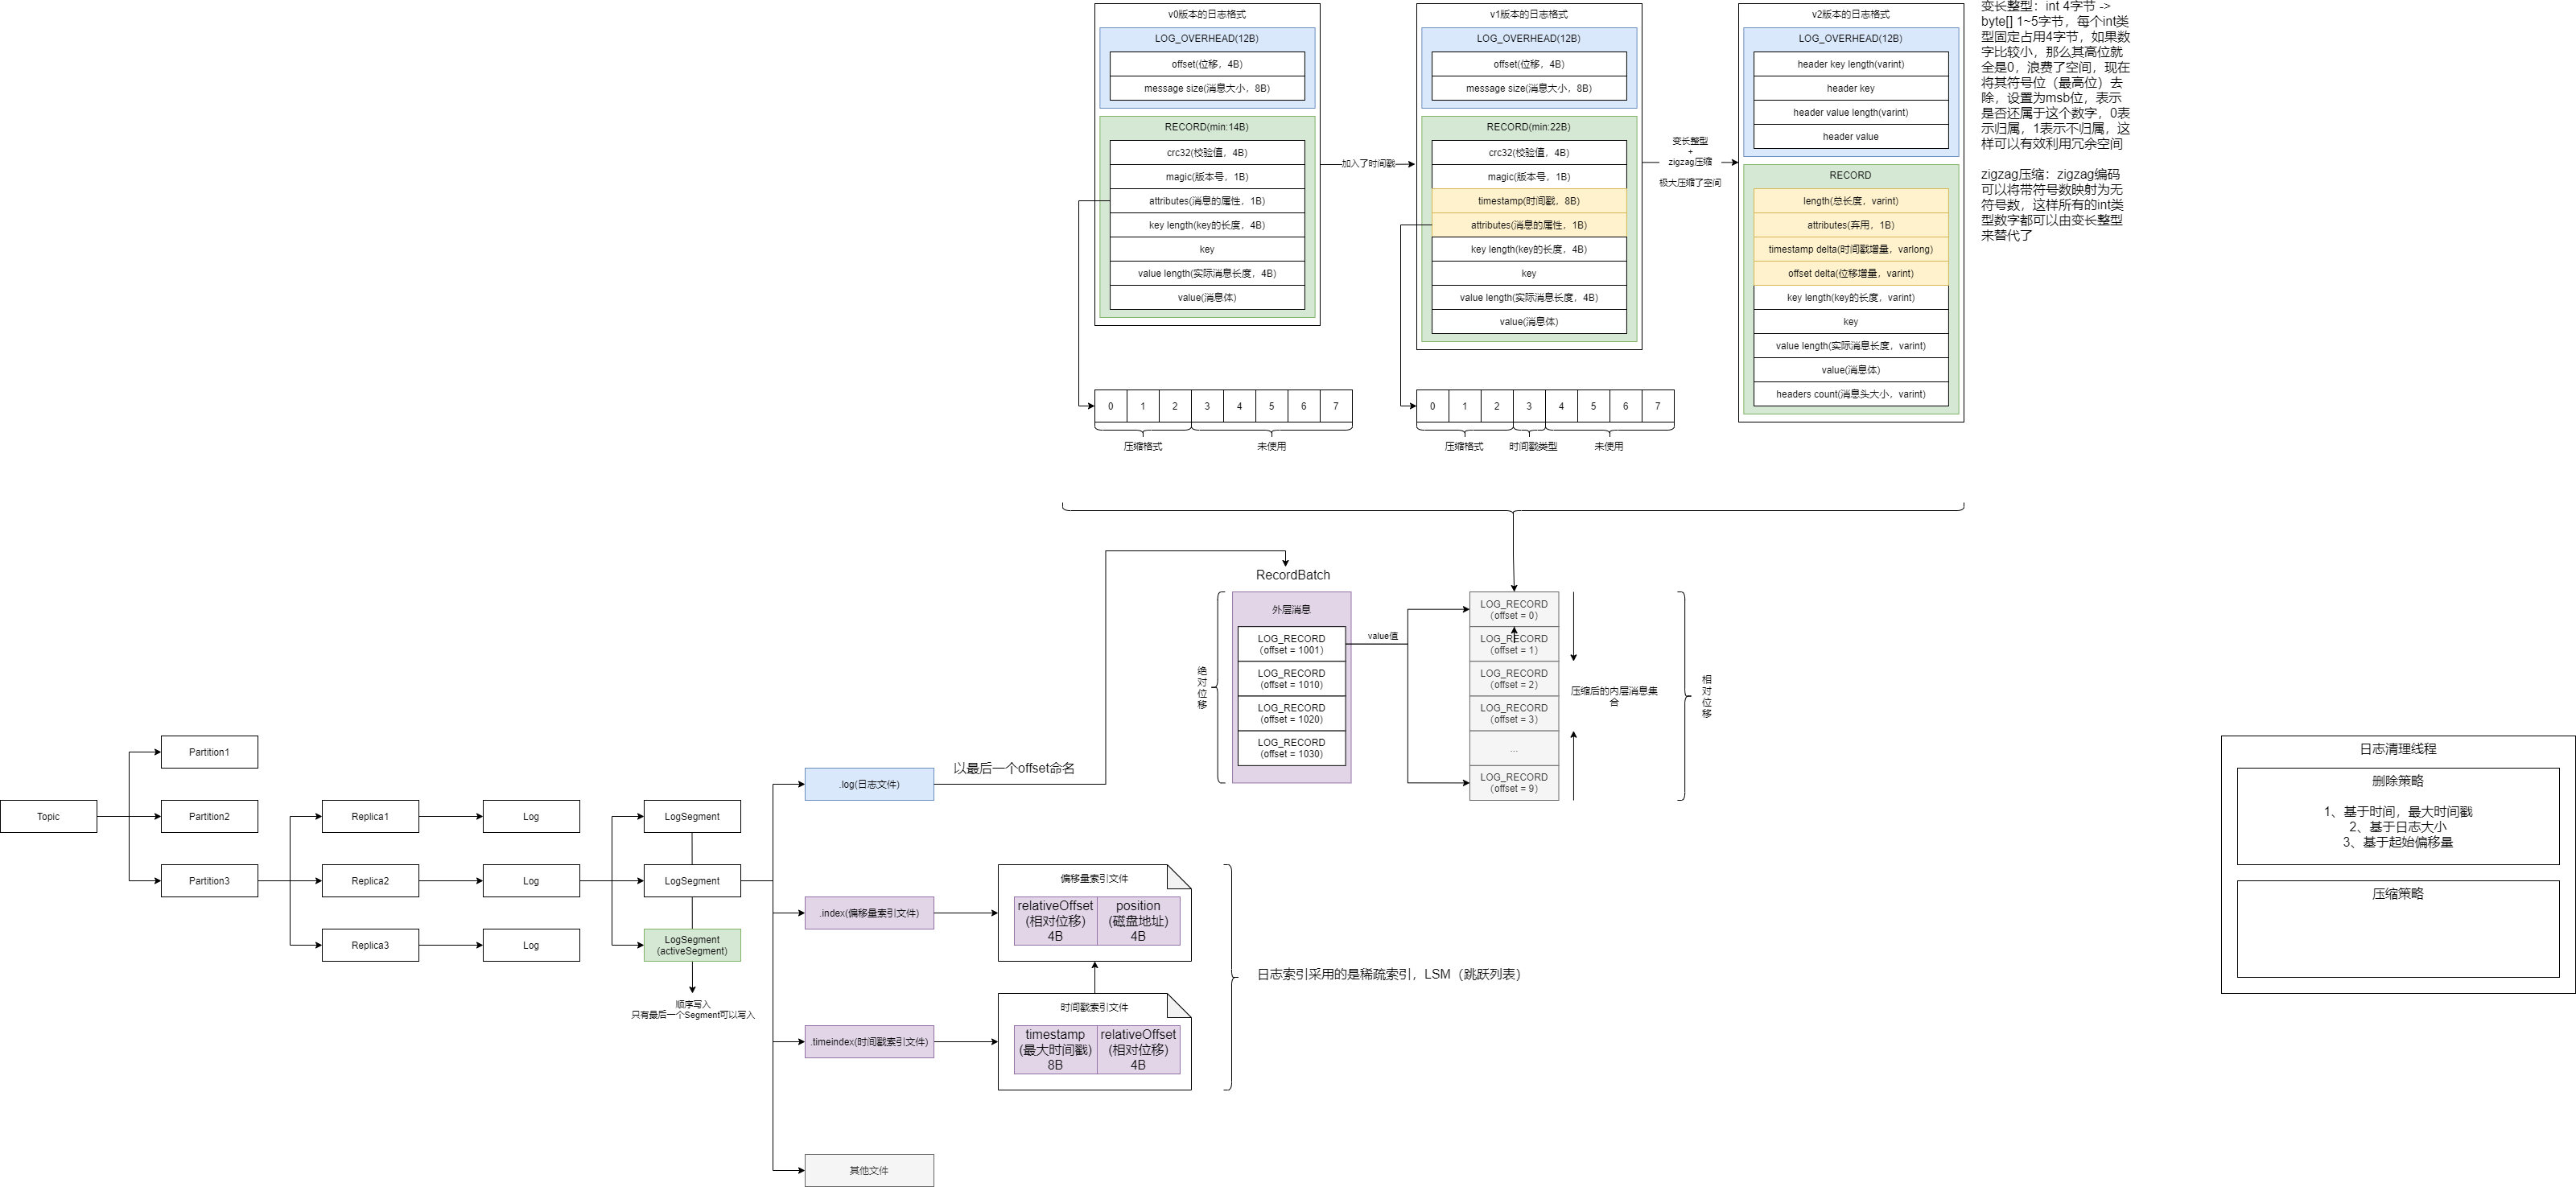 v0版本的日志格式
LOG_OVERHEAD(12B)
offset(位移，4B)
message size(消息大小，8B)
RECORD(min:14B)
crc32(校验值，4B)
magic(版本号，1B)
attributes(消息的属性，1B)
key length(key的长度，4B)
key
value length(实际消息长度，4B)
value(消息体)
0 1 2 3 4 5 6 7
压缩格式
未使用
加入了时间戳
v1版本的日志格式
LOG_OVERHEAD(12B)
offset(位移，4B)
message size(消息大小，8B)
RECORD(min:22B)
crc32(校验值，4B)
magic(版本号，1B)
timestamp(时间戳，8B)
attributes(消息的属性，1B)
key length(key的长度，4B)
key
value length(实际消息长度，4B)
value(消息体)
0 1 2 3 4 5 6 7
压缩格式
时间戳类型
未使用
变长整型
+
zigzag压缩
极大压缩了空间
v2版本的日志格式
LOG_OVERHEAD(12B)
header key length(varint)
header key
header value length(varint)
header value
RECORD
length(总长度，varint)
attributes(弃用，1B)
timestamp delta(时间戳增量，varlong)
offset delta(位移增量，varint)
key length(key的长度，varint)
key
value length(实际消息长度，varint)
value(消息体)
headers count(消息头大小，varint)
变长整型：int 4字节 ->
byte[] 1~5字节，每个int类
型固定占用4字节，如果数
字比较小，那么其高位就
全是0，浪费了空间，现在
将其符号位（最高位）去
除，设置为msb位，表示
是否还属于这个数字，0表
示归属，1表示不归属，这
样可以有效利用冗余空间
zigzag压缩：zigzag编码
可以将带符号数映射为无
符号数，这样所有的int类
型数字都可以由变长整型
来替代了
RecordBatch
外层消息
LOG_RECORD
（offset = 1001）
LOG_RECORD
(offset = 1010)
LOG_RECORD
(offset = 1020)
LOG_RECORD
(offset = 1030)
绝
对
位
移
value值
LOG_RECORD
（offset = 0）
LOG_RECORD
（offset = 1）
LOG_RECORD
（offset = 2）
LOG_RECORD
（offset = 3）
...
LOG_RECORD
（offset = 9）
压缩后的内层消息集
合
相
对
位
移
Topic
Partition1
Partition2
Partition3
Replica1
Replica2
Replica3
Log
Log
Log
LogSegment
LogSegment
LogSegment
(activeSegment)
顺序写入
只有最后一个Segment可以写入
.log(日志文件)
以最后一个offset命名
.index(偏移量索引文件)
.timeindex(时间戳索引文件)
其他文件
偏移量索引文件
relativeOffset
(相对位移)
4B
position
(磁盘地址)
4B
时间戳索引文件
timestamp
(最大时间戳)
8B
relativeOffset
(相对位移)
4B
日志索引采用的是稀疏索引，LSM（跳跃列表）
日志清理线程
删除策略
1、基于时间，最大时间戳
2、基于日志大小
3、基于起始偏移量
压缩策略